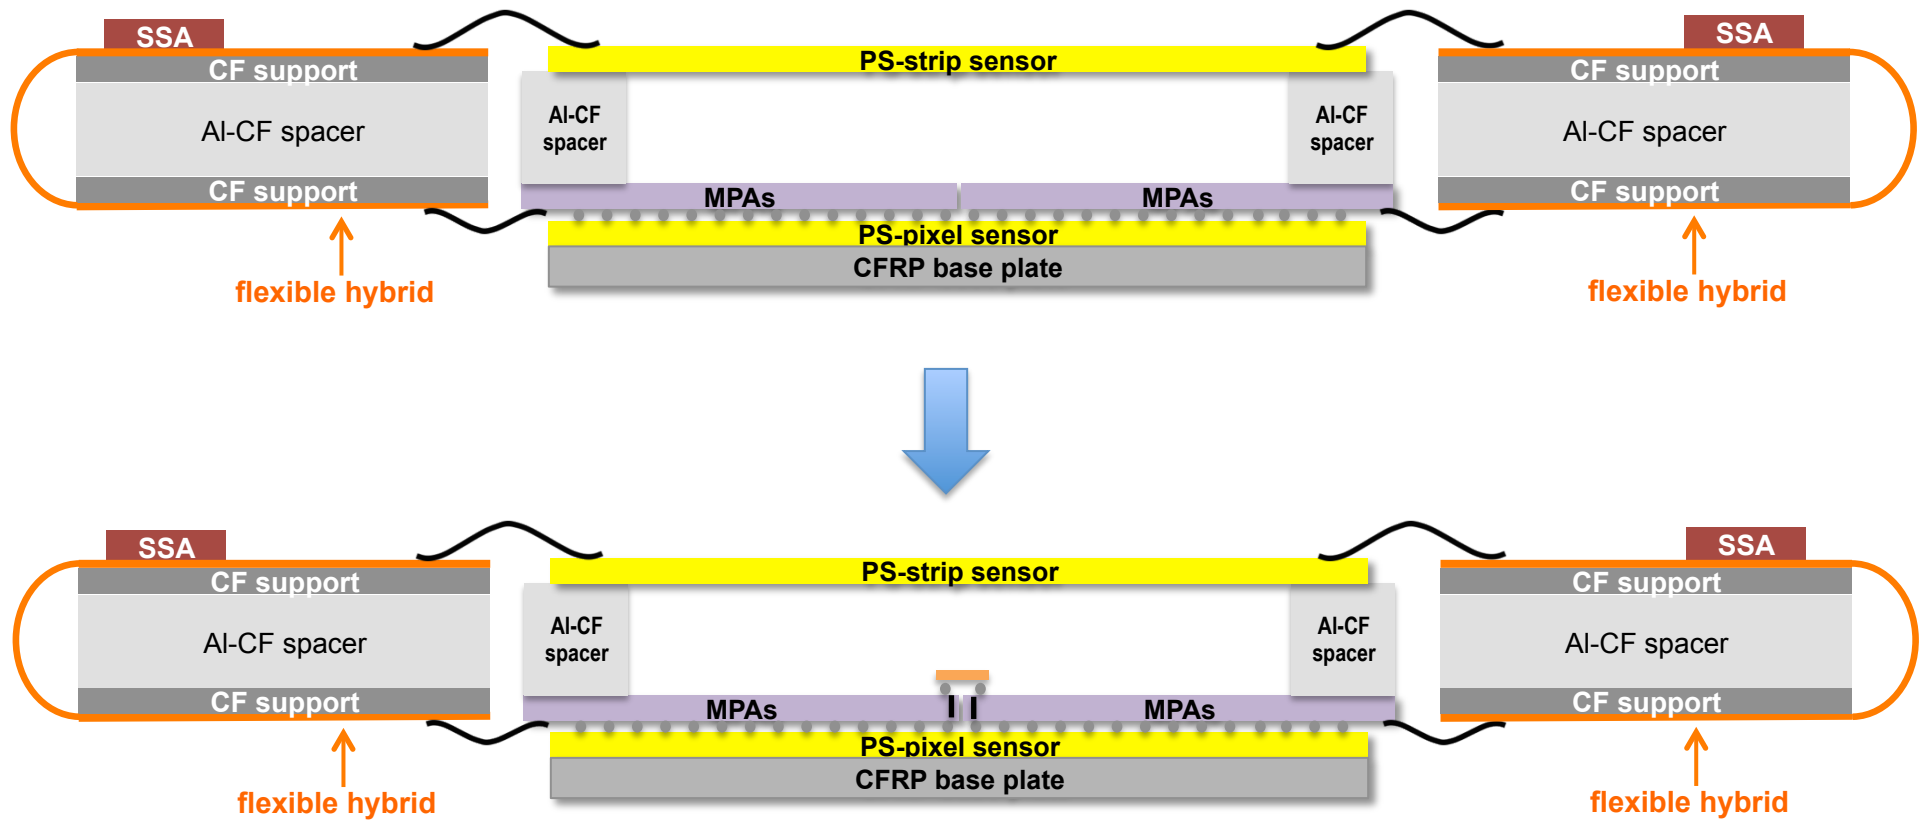 SSA
SSA
CF support
PS-strip sensor
CF support
Al-CF spacer
Al-CF
spacer
Al-CF
spacer
Al-CF spacer
CF support
MPAs
MPAs
CF support
PS-pixel sensor
CFRP base plate
flexible hybrid
flexible hybrid
SSA
SSA
CF support
PS-strip sensor
CF support
Al-CF spacer
Al-CF
spacer
Al-CF
spacer
Al-CF spacer
CF support
MPAs
MPAs
CF support
PS-pixel sensor
CFRP base plate
flexible hybrid
flexible hybrid